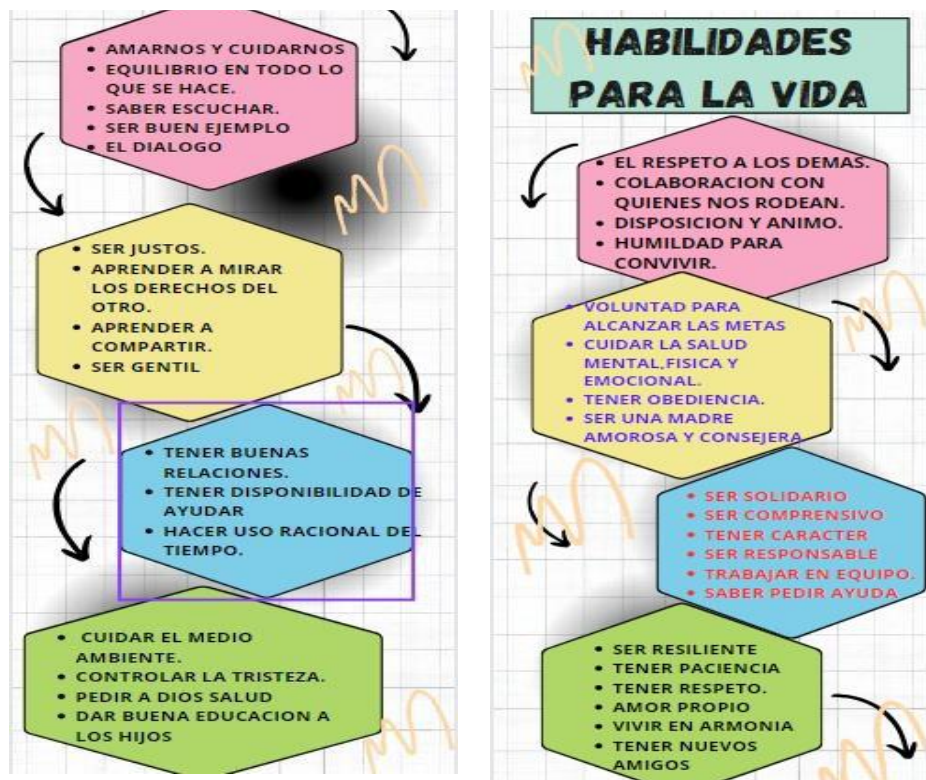 • AMARNOS Y CUIDARNOS
• EQUILIBRIO EN TODO LO
QUE SE HACE.
• SABER ESCUCHAR.
• SER BUEN EJEMPLO
• EL DIALOGO
• SER JUSTOS.
• APRENDER A MIRAR
LOS DERECHOS DEL
OTRO.
• APRENDER A
COMPARTIR.
• SER GENTIL
• TENER BUENAS
RELACIONES.
• TENER DISPONIBILIDAD DE
AYUDAR
• HACER USO RACIONAL DEL
TIEMPO.
• CUIDAR EL MEDIO
AMBIENTE.
• CONTROLAR LA TRISTEZA.
• PEDIR A DIOS SALUD
• DAR BUENA EDUCACION A
LOS HIJOS
HABILIDADES
PARA LA VIDA
• EL RESPETO A LOS DEMAS.
• COLABORACION CON
QUIENES NOS RODEAN.
• DISPOSICION Y ANIMO.
• HUMILDAD PARA
CONVIVIR.
• VOLUNTAD PARA
ALCANZAR LAS METAS
• CUIDAR LA SALUD
MENTAL,FISICA Y
EMOCIONAL.
• TENER OBEDIENCIA.
• SER UNA MADRE
AMOROSA Y CONSEJERA
• SER SOLIDARIO
• SER COMPRENSIVO
• TENER CARACTER
• SER RESPONSABLE
• TRABAJAR EN EQUIPO.
• SABER PEDIR AYUDA
• SER RESILIENTE
• TENER PACIENCIA
• TENER RESPETO.
• AMOR PROPIO
• VIVIR EN ARMONIA
• TENER NUEVOS
AMIGOS